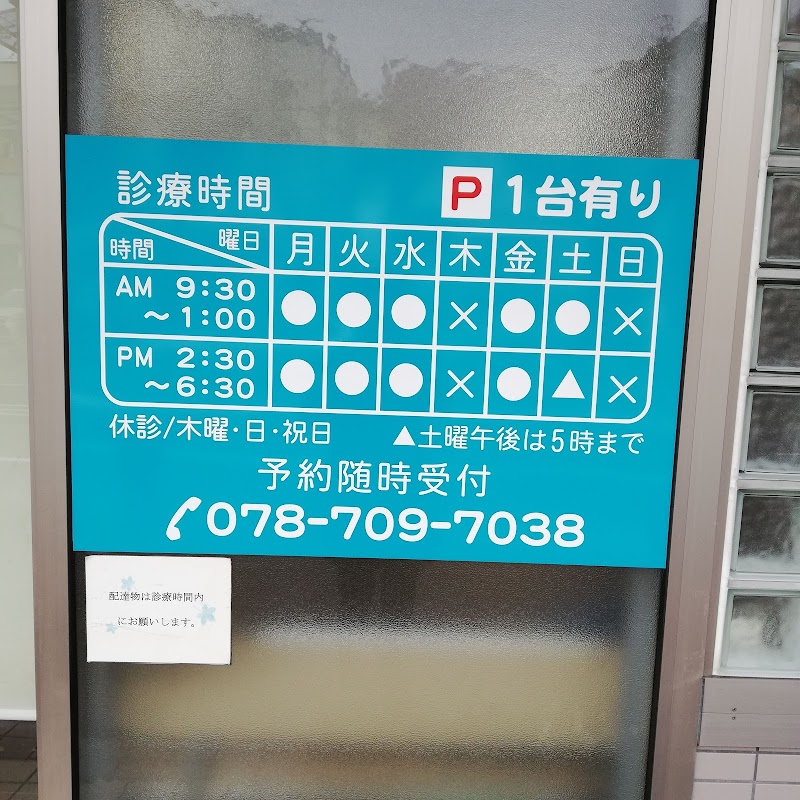 診療時間
P 1台有り
時間 曜日 月 火 水 木 金 土 日
AM 9:30
～1:00 ● ● ● × ● ● ×
PM 2:30
～6:30 ● ● ● × ● ▲ ×
休診/木曜・日・祝日 ▲土曜午後は5時まで
予約随時受付
078-709-7038
配達物は診療時間内
にお願いします。